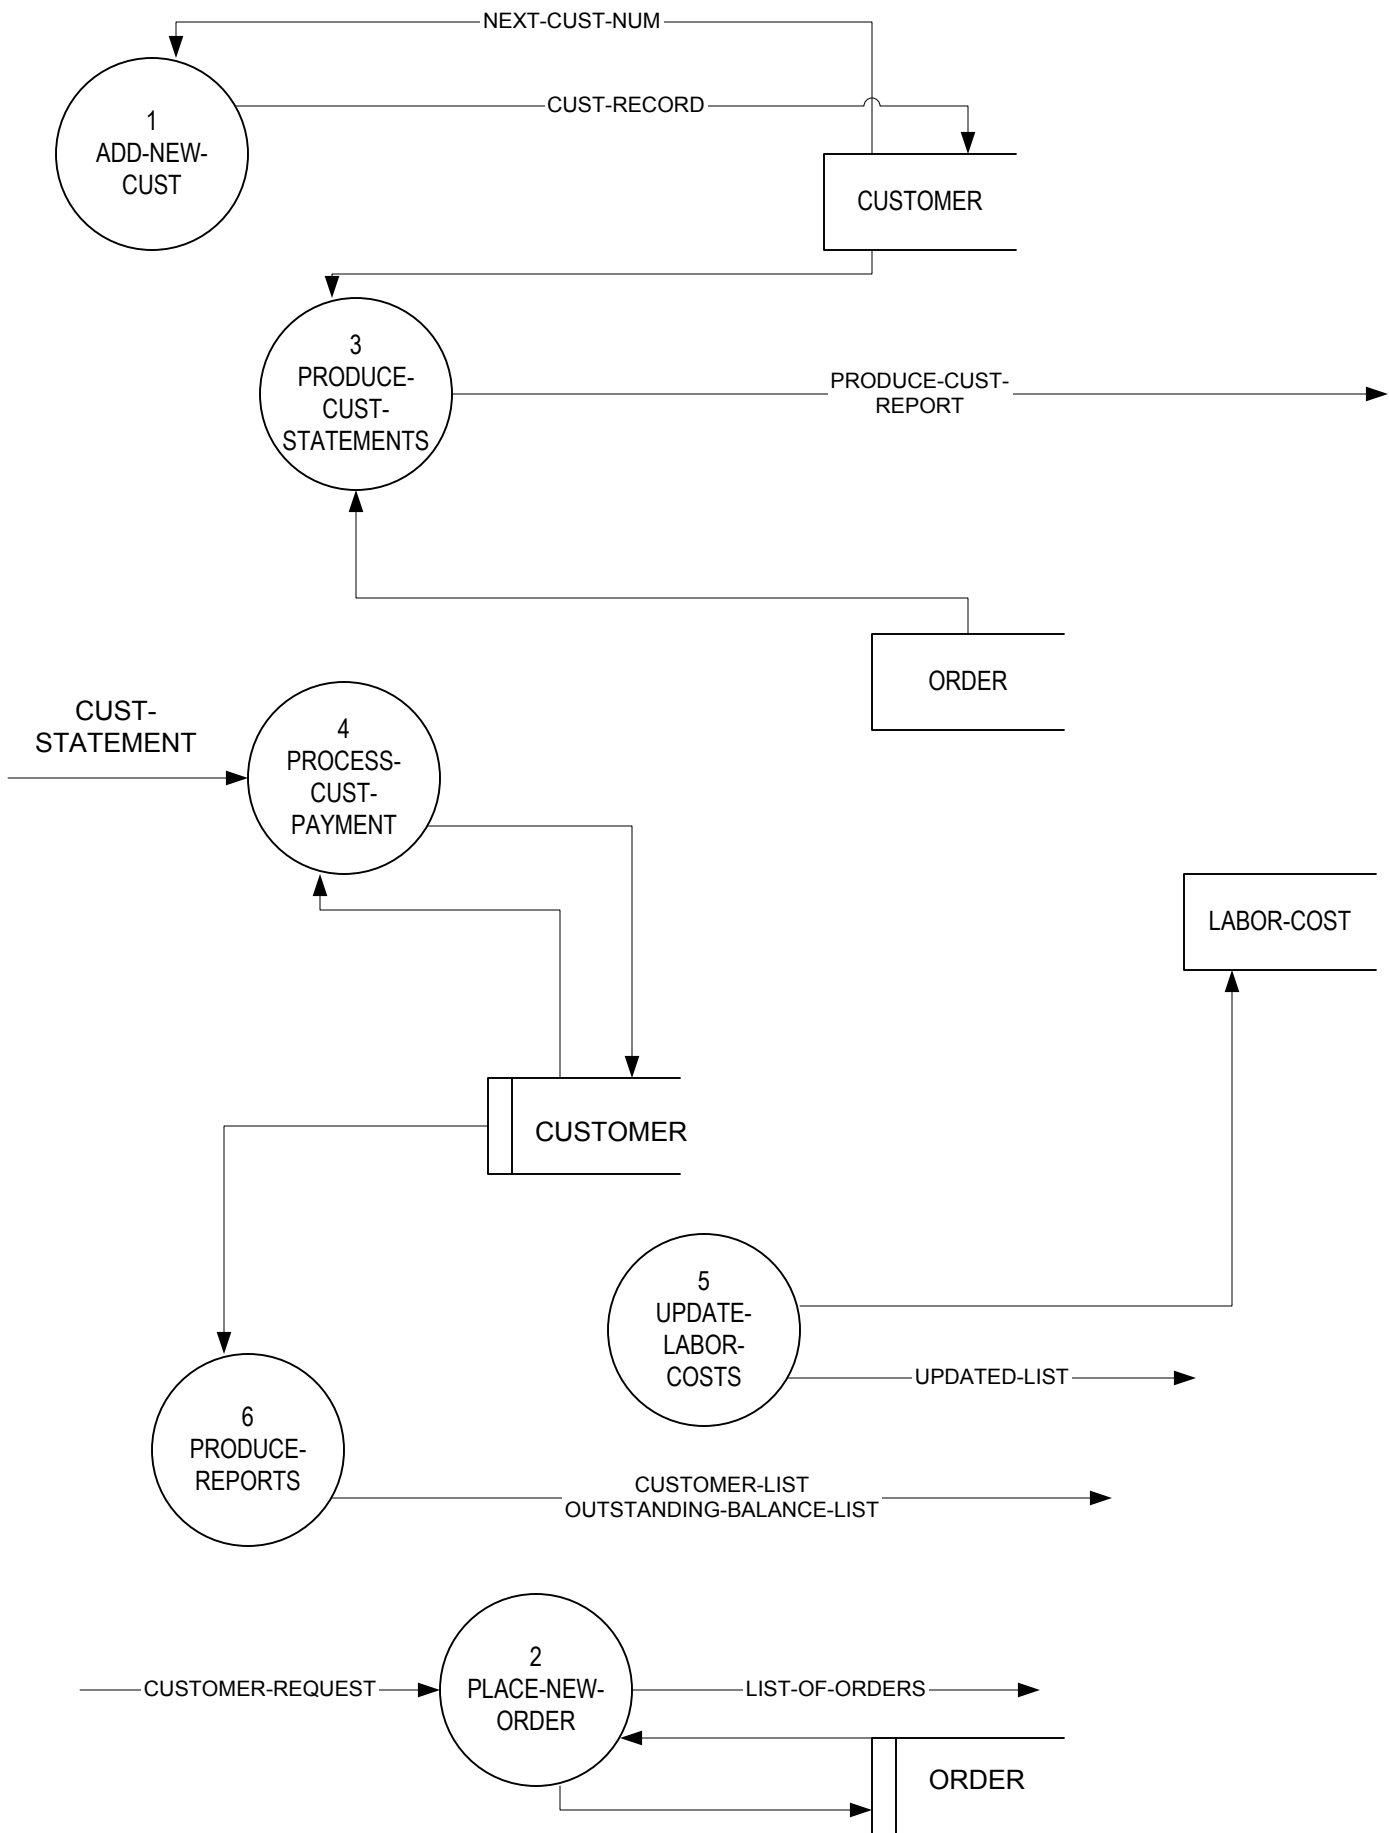 NEXT-CUST-NUM
CUST-RECORD
1
ADD-NEW-
CUST
CUSTOMER
3
PRODUCE-
CUST-
STATEMENTS
PRODUCE-CUST-
REPORT
ORDER
CUST-
STATEMENT
4
PROCESS-
CUST-
PAYMENT
LABOR-COST
CUSTOMER
5
UPDATE-
LABOR-
COSTS
UPDATED-LIST
6
PRODUCE-
REPORTS
CUSTOMER-LIST
OUTSTANDING-BALANCE-LIST
CUSTOMER-REQUEST
2
PLACE-NEW-
ORDER
LIST-OF-ORDERS
ORDER